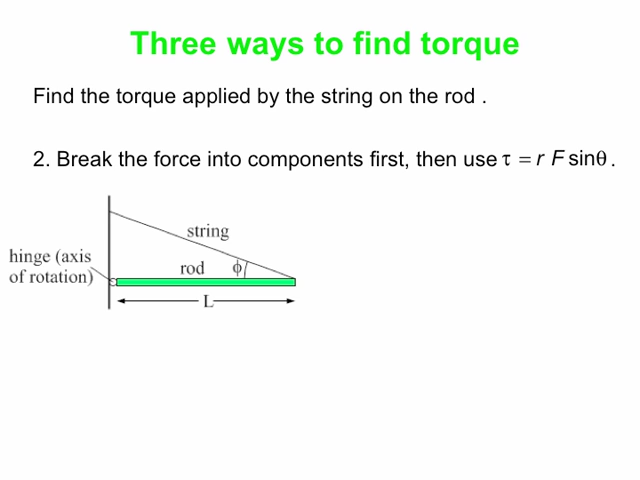 Three ways to find torque
Find the torque applied by the string on the rod .
2. Break the force into components first, then use τ = r F sinθ .
string
hinge (axis
of rotation)
rod
ϕ
L